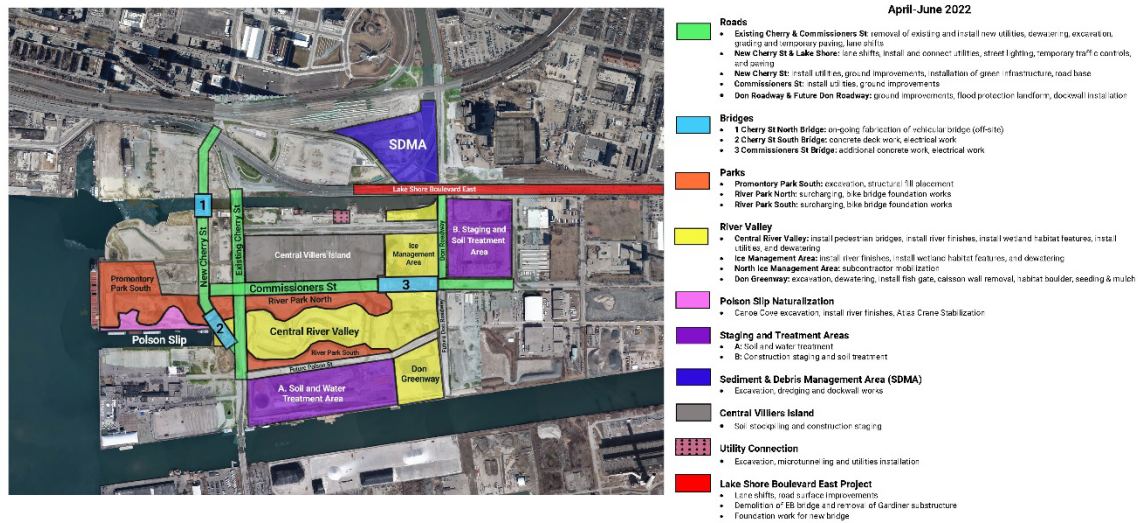 April-June 2022
Roads
• Existing Cherry & Commissioners St: removal of existing and install new utilities, dewatering, excavation,
grading and temporary paving, lane shifts
• New Cherry St & Lake Shore: lane shifts, install and connect utilities, street lighting, temporary traffic controls,
and paving
• New Cherry St: install utilities, ground improvements, installation of green infrastructure, road base
• Commissioners St: install utilities, ground improvements
• Don Roadway & Future Don Roadway: ground improvements, flood protection landform, dockwall installation
Bridges
• 1 Cherry St North Bridge: on-going fabrication of vehicular bridge (off-site)
• 2 Cherry St South Bridge: concrete deck work, electrical work
• 3 Commissioners St Bridge: additional concrete work, electrical work
Parks
• Promontory Park South: excavation, structural fill placement
• River Park North: surcharging, bike bridge foundation works
• River Park South: surcharging, bike bridge foundation works
River Valley
• Central River Valley: install pedestrian bridges, install river finishes, install wetland habitat features, install
utilities, and dewatering
• Ice Management Area: install river finishes, install wetland habitat features, and dewatering
• North Ice Management Area: subcontractor mobilization
• Don Greenway: excavation, dewatering, install fish gate, caisson wall removal, habitat boulder, seeding & mulch
Polson Slip Naturalization
• Canoe Cove excavation, install river finishes, Atlas Crane Stabilization
Staging and Treatment Areas
• A: Soil and water treatment
• B: Construction staging and soil treatment
Sediment & Debris Management Area (SDMA)
• Excavation, dredging and dockwall works
Central Villiers Island
• Soil stockpiling and construction staging
Utility Connection
• Excavation, microtunneling and utilities installation
Lake Shore Boulevard East Project
• Lane shifts, road surface improvements
• Demolition of EB bridge and removal of Gardiner substructure
• Foundation work for new bridge
SDMA
Lake Shore Boulevard East
1
New Cherry St
Existing Cherry St
Don Roadway
B. Staging and
Soil Treatment
Area
Central Villiers Island
Ice
Management
Area
Promontory
Park South
Commissioners St
3
River Park North
2
Polson Slip
Central River Valley
River Park South
Future Polson St
Future Don Roadway
Don
Greenway
A. Soil and Water
Treatment Area